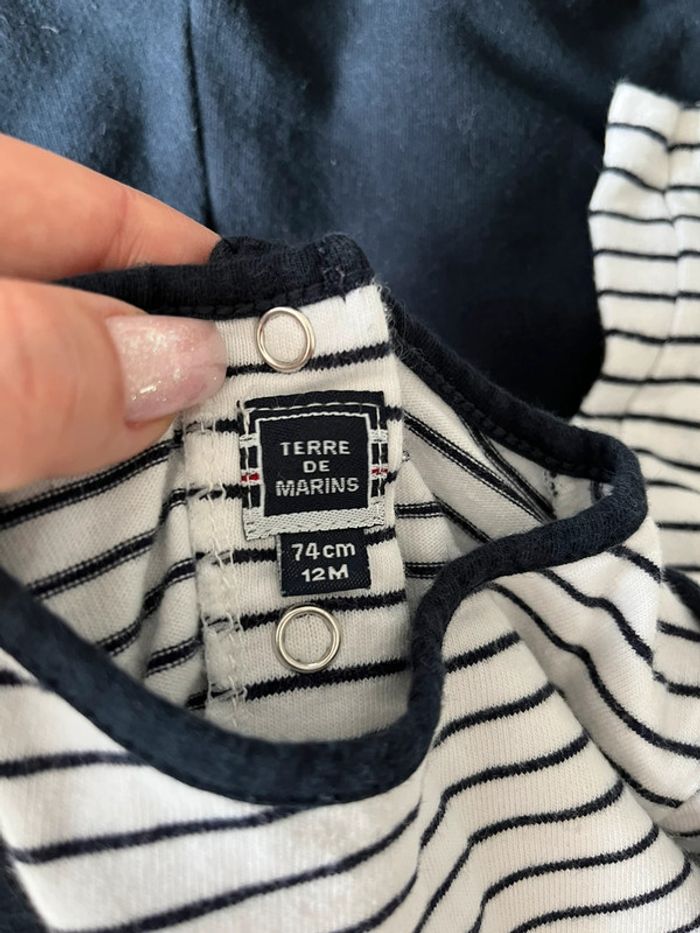 TERRE
DE
MARINS
74cm
12M